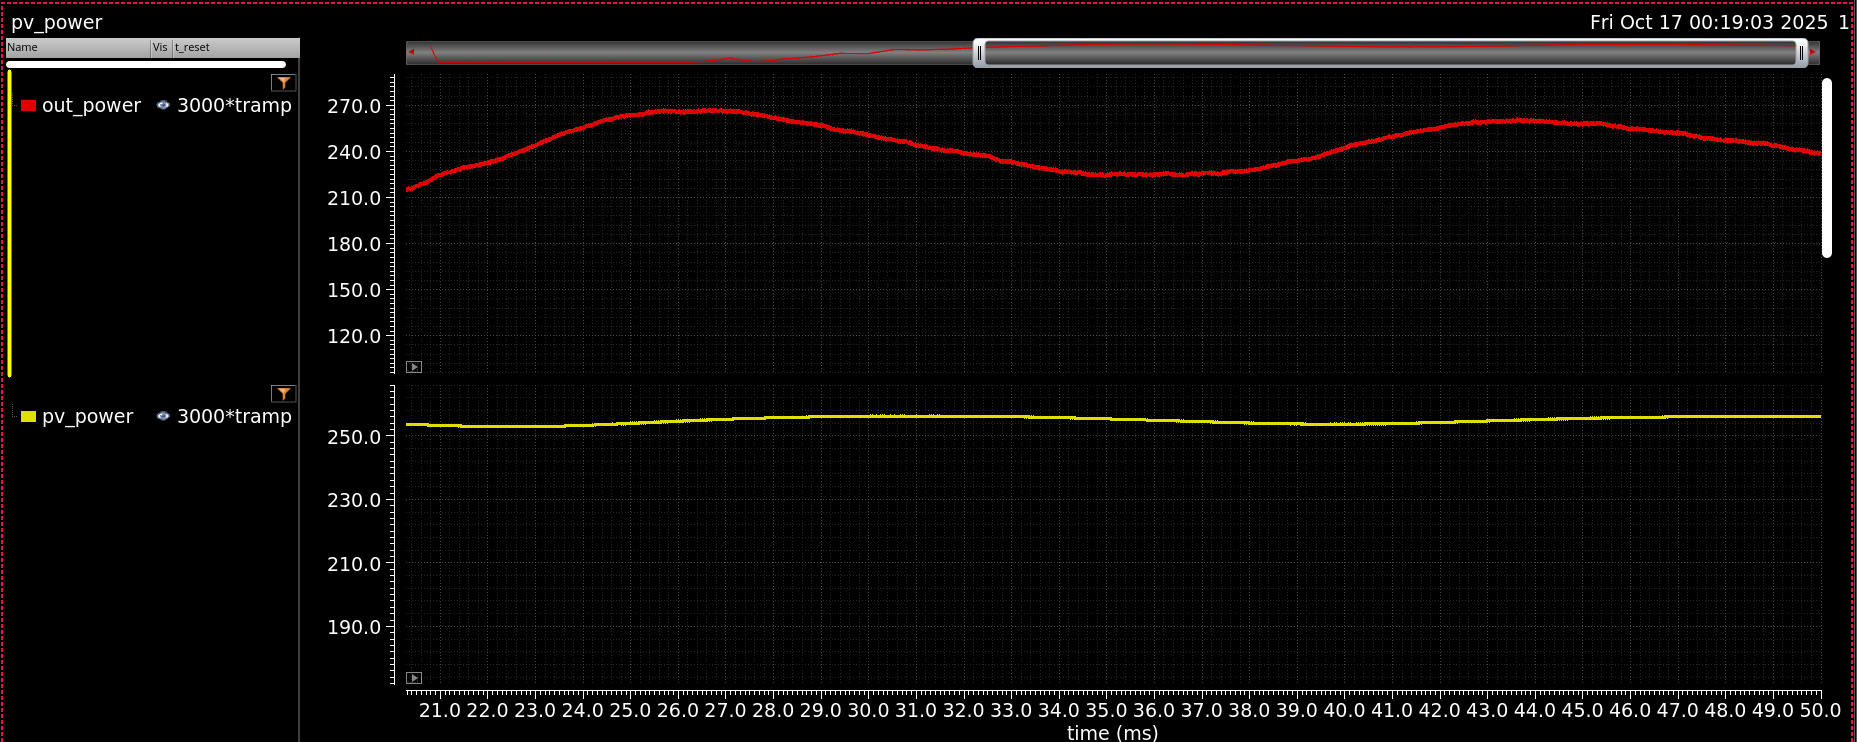 pv_power
Fri Oct 17 00:19:03 2025 1
Name Vis t_reset
out_power 3000*tramp
270.0
240.0
210.0
180.0
150.0
120.0
pv_power 3000*tramp
250.0
230.0
210.0
190.0
21.0 22.0 23.0 24.0 25.0 26.0 27.0 28.0 29.0 30.0 31.0 32.0 33.0 34.0 35.0 36.0 37.0 38.0 39.0 40.0 41.0 42.0 43.0 44.0 45.0 46.0 47.0 48.0 49.0 50.0
time (ms)